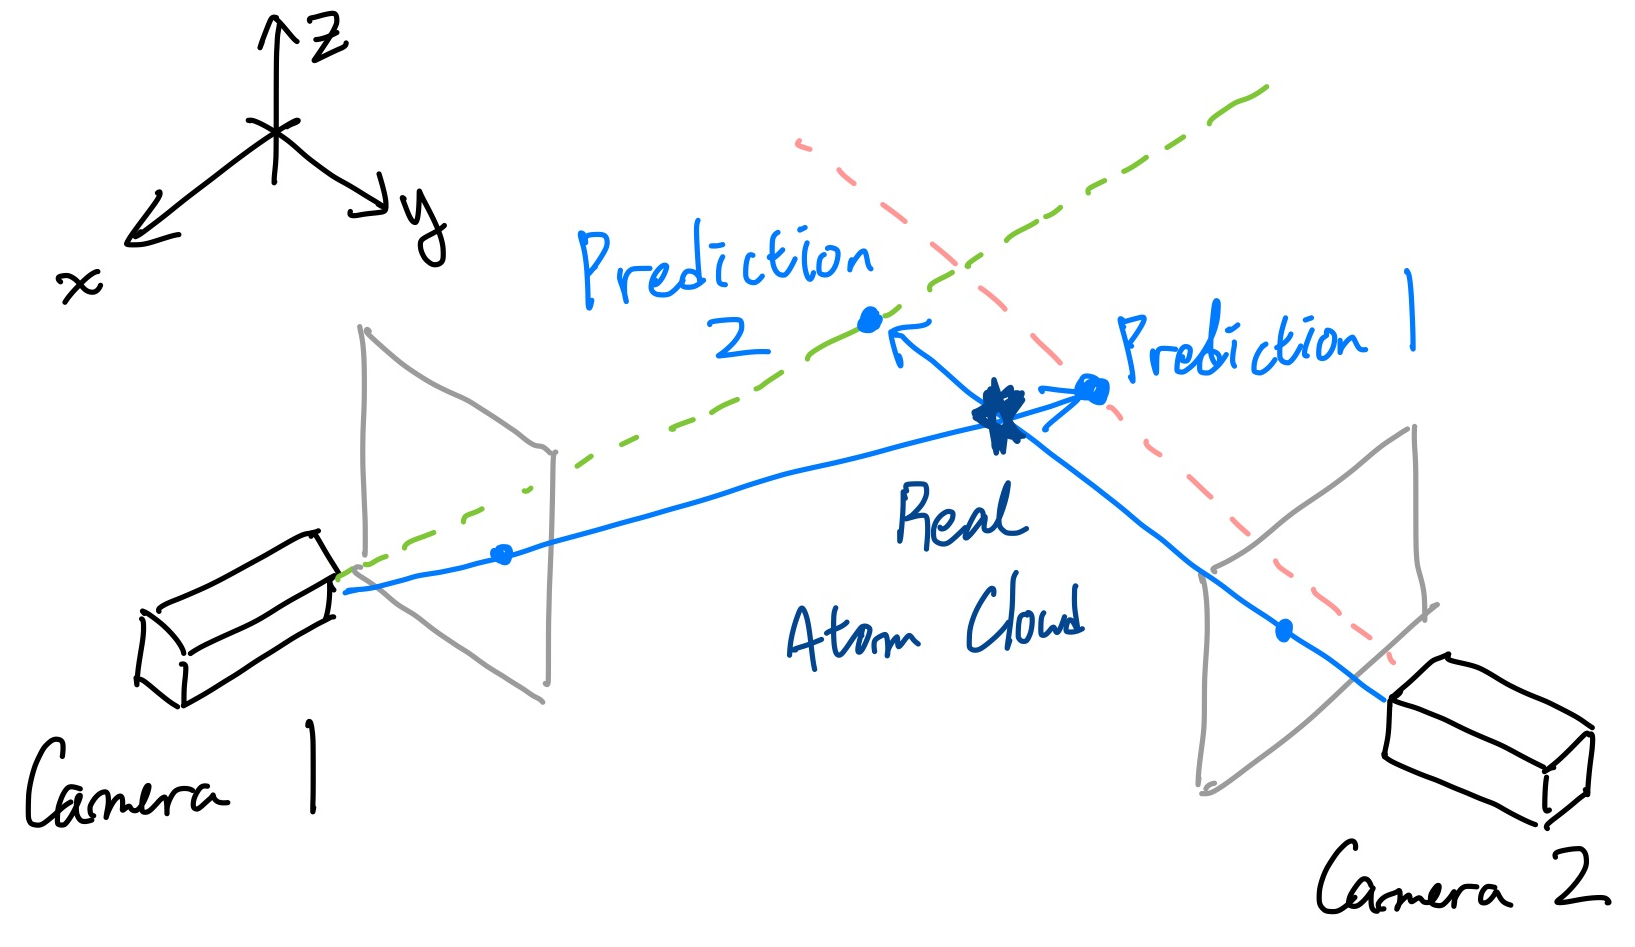 z
y
x
Prediction
2
Prediction 1
Real
Atom Cloud
Camera 1
Camera 2